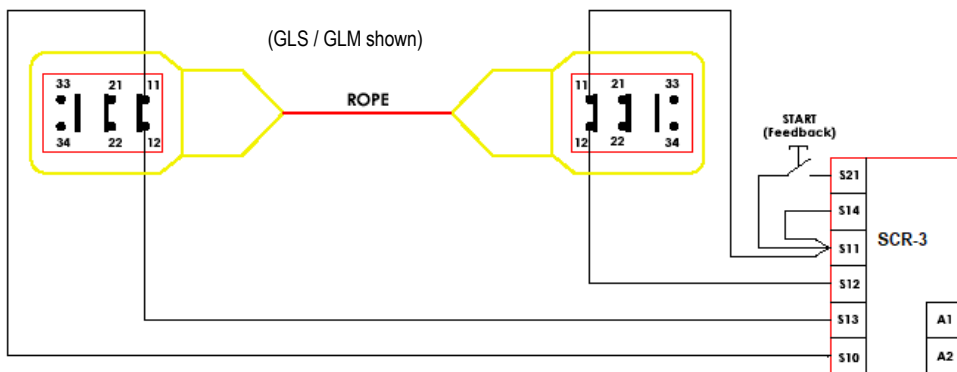 (GLS / GLM shown)
33 21 11
34 22 12
ROPE
11 21 33
12 22 34
START
(Feedback)
S21
S14
S11
SCR-3
S12
S13
A1
S10
A2